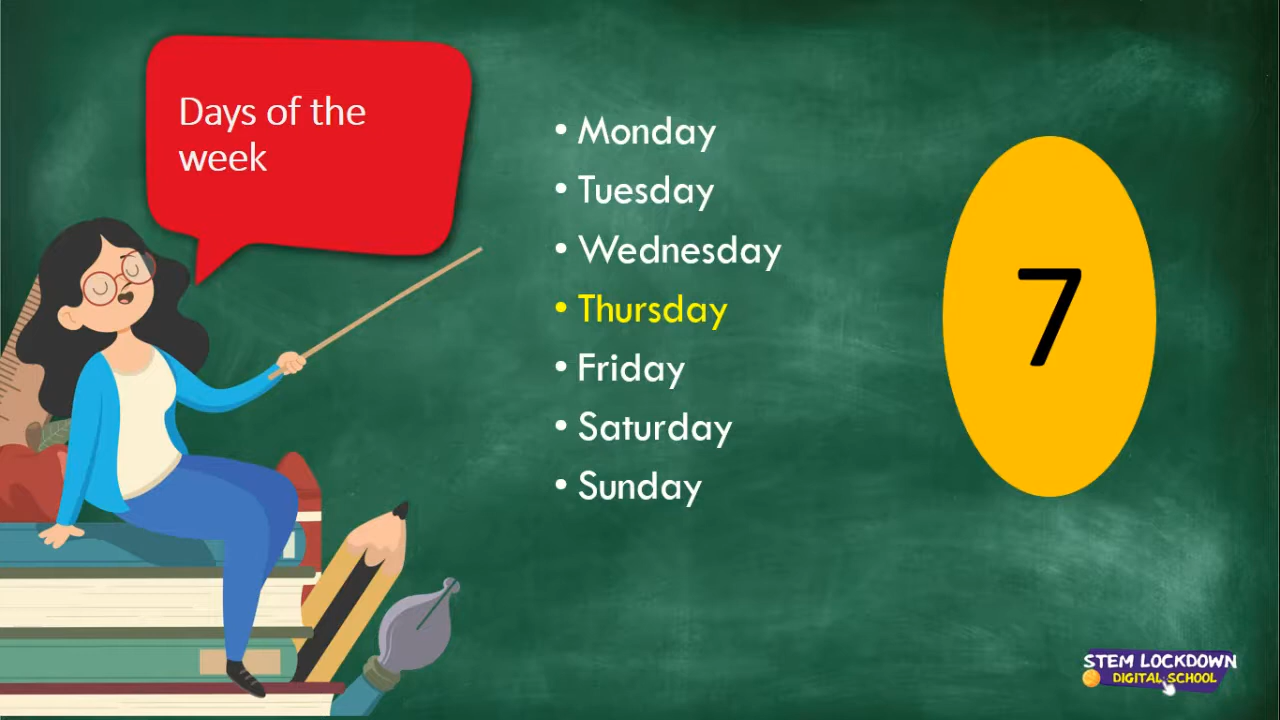 Days of the
week
• Monday
• Tuesday
• Wednesday
• Thursday
• Friday
• Saturday
• Sunday
7
STEM LOCKDOWN
DIGITAL SCHOOL